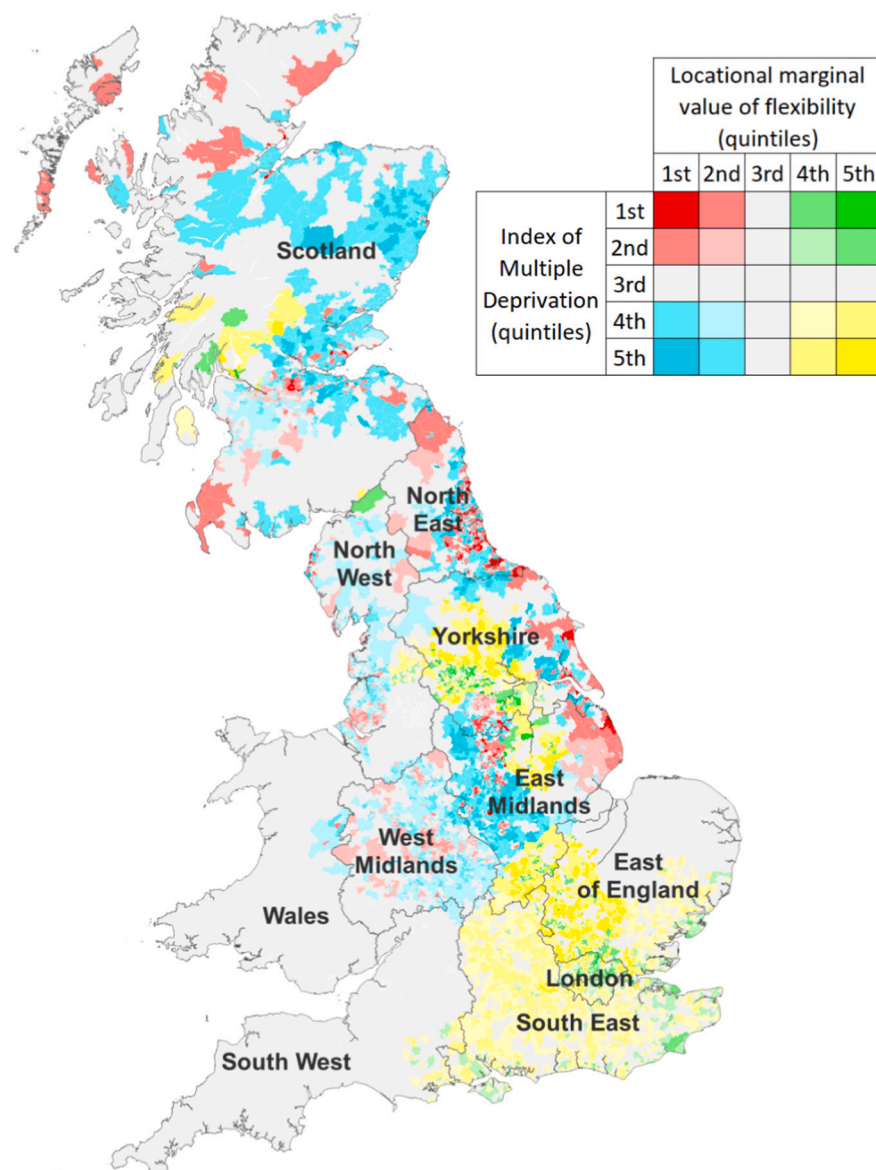 Locational marginal
value of flexibility
(quintiles)
1st 2nd 3rd 4th 5th
Index of
Multiple
Deprivation
(quintiles)
1st
2nd
3rd
4th
5th
Scotland
North
East
North
West
Yorkshire
East
Midlands
West
Midlands
East
of England
Wales
London
South East
South West